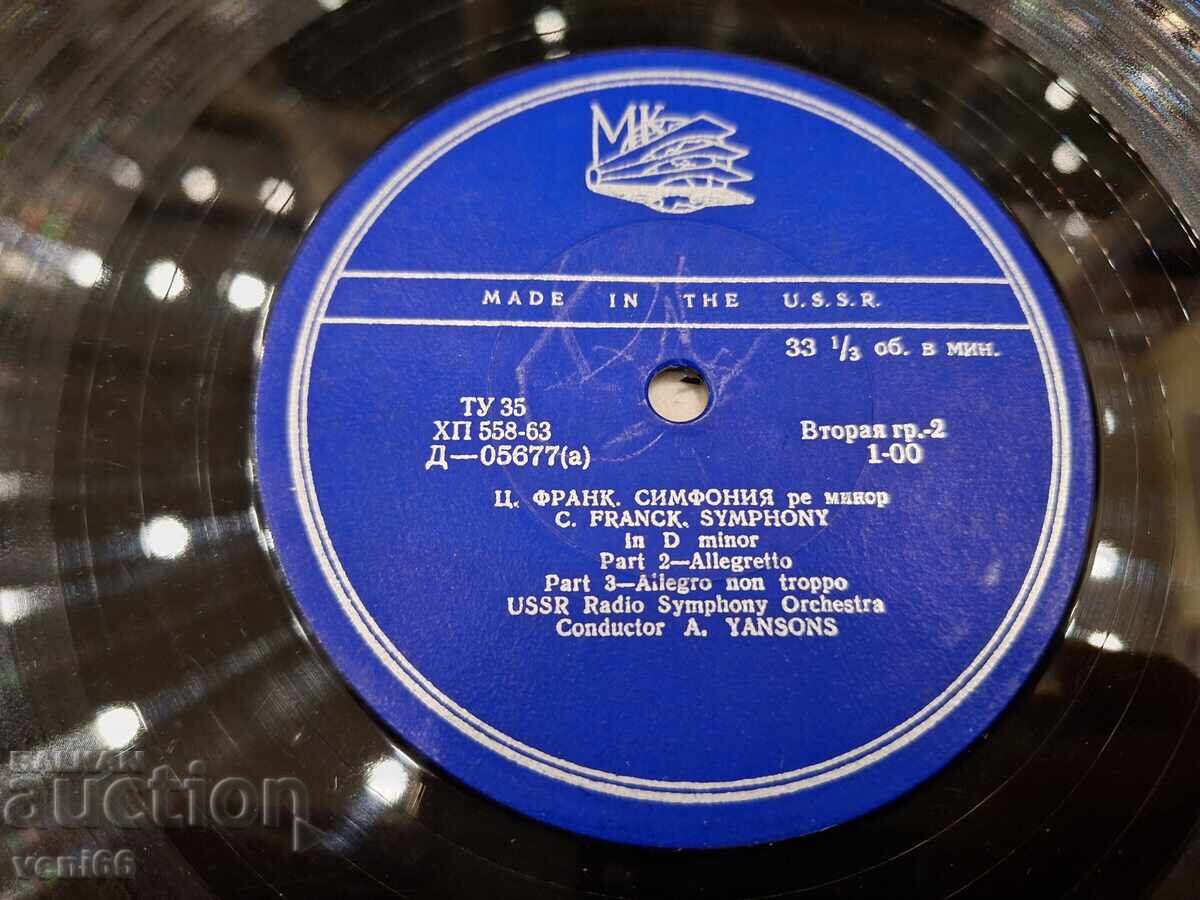 МК
MADE IN THE U.S.S.R.
33 1/3 об. в мин.
ТУ 35
ХП 558-63
Д—05677(а)
Вторая гр.-2
1-00
Ц. ФРАНК. СИМФОНИЯ ре минор
C. FRANCK. SYMPHONY
in D minor
Part 2—Allegretto
Part 3—Allegro non troppo
USSR Radio Symphony Orchestra
Conductor A. YANSONS
BALKAN
auction
veni66